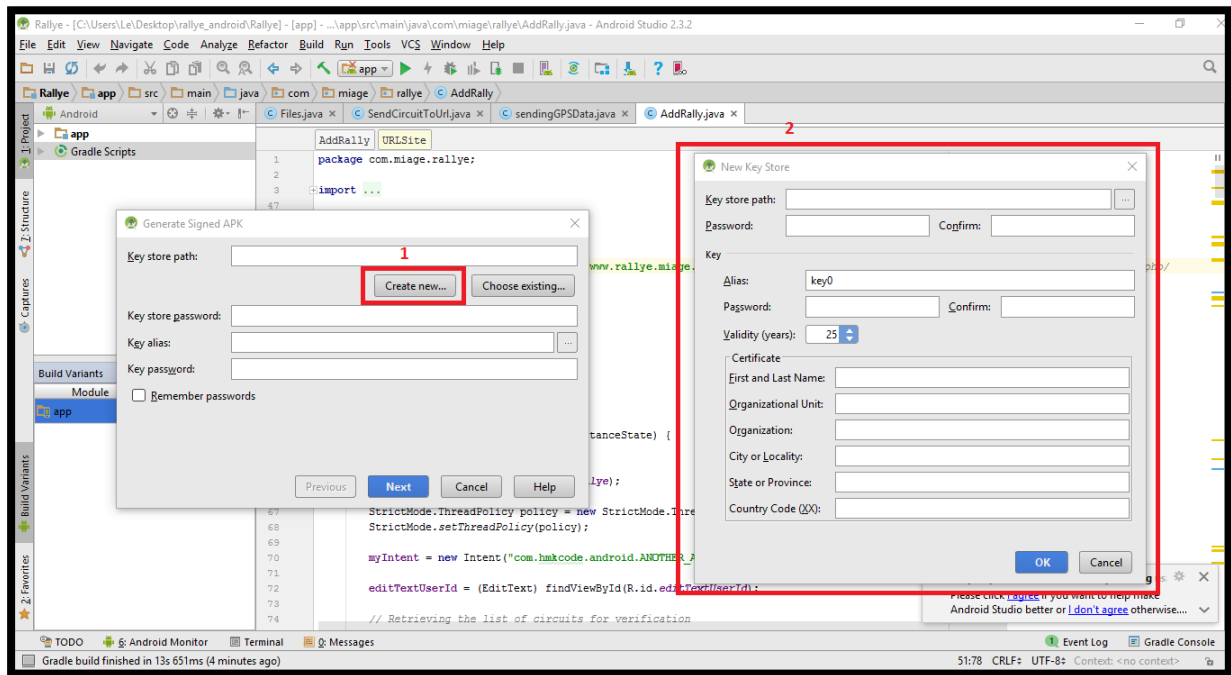 Rallye - [C:\Users\Le\Desktop\rallye_android\Rallye] - [app] - ...\app\src\main\java\com\miage\rallye\AddRally.java - Android Studio 2.3.2
File Edit View Navigate Code Analyze Refactor Build Run Tools VCS Window Help
app
Rallye app src main java com miage rallye AddRally
Android
Files.java × SendCircuitToUrl.java × sendingGPSData.java × AddRally.java ×
1: Project
Z: Structure
Captures
Build Variants
2: Favorites
app
Gradle Scripts
Build Variants
Module
app
AddRally URLSite
1 package com.miage.rallye;
2
3 import ...
47
www.rallye.miage.
php/
tanceState) {
lye);
67 StrictMode.ThreadPolicy policy = new StrictMode.Thre
68 StrictMode.setThreadPolicy(policy);
69
70 myIntent = new Intent("com.hmkcode.android.ANOTHER_A
71
72 editTextUserId = (EditText) findViewById(R.id.editTextUserId);
73
74 // Retrieving the list of circuits for verification
Generate Signed APK
Key store path:
1
Create new... Choose existing...
Key store password:
Key alias: ...
Key password:
Remember passwords
Previous Next Cancel Help
2
New Key Store
Key store path: ...
Password: Confirm:
Key
Alias: key0
Password: Confirm:
Validity (years): 25
Certificate
First and Last Name:
Organizational Unit:
Organization:
City or Locality:
State or Province:
Country Code (XX):
OK Cancel
Please click I agree if you want to help make
Android Studio better or I don't agree otherwise....
TODO 6: Android Monitor Terminal 0: Messages 1 Event Log Gradle Console
Gradle build finished in 13s 651ms (4 minutes ago) 51:78 CRLF÷ UTF-8÷ Context: <no context>